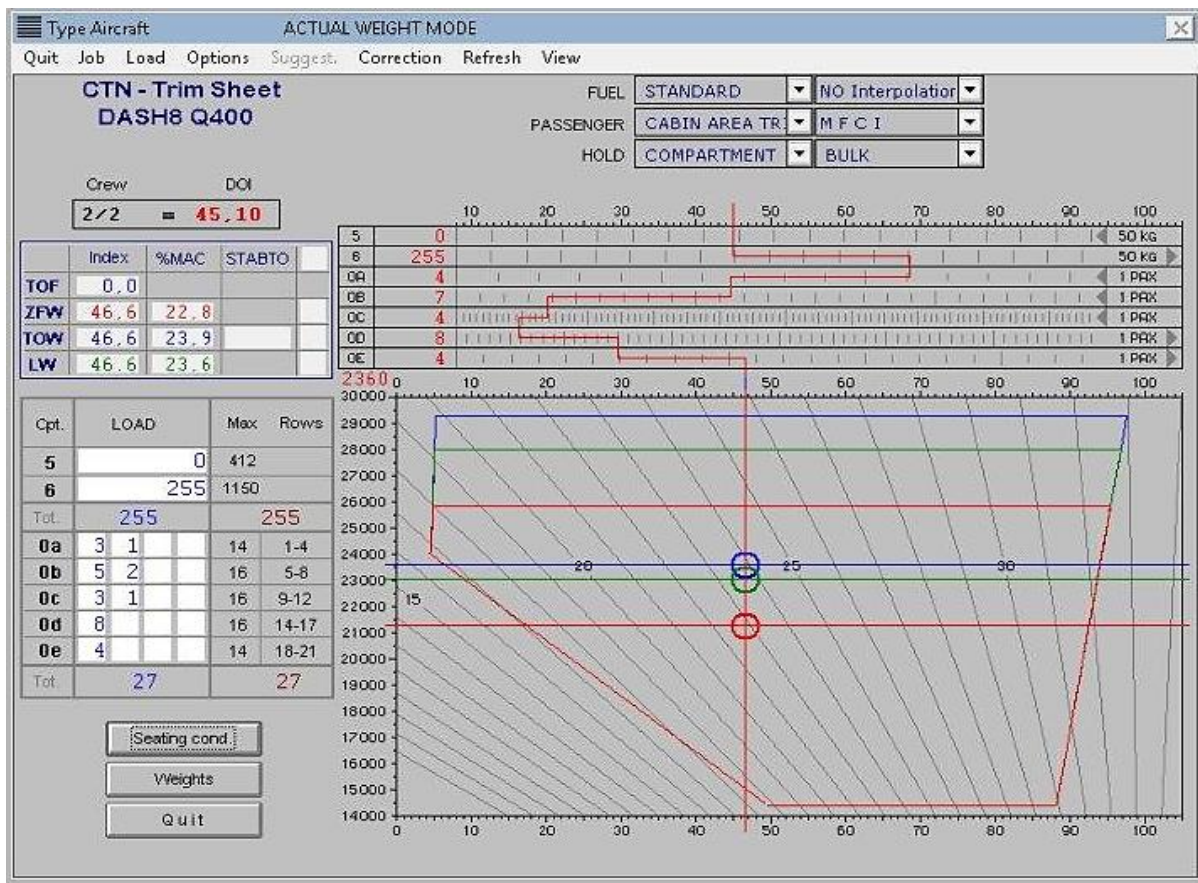 Type Aircraft ACTUAL WEIGHT MODE
Quit Job Load Options Suggest. Correction Refresh View
CTN - Trim Sheet
DASH8 Q400
FUEL STANDARD NO Interpolation
PASSENGER CABIN AREA TR: M F C I
HOLD COMPARTMENT BULK
Crew DOI
2/2 = 45,10
Index %MAC STABTO
TOF 0,0
ZFW 46,6 22,8
TOW 46,6 23,9
LW 46,6 23,6
10 20 30 40 50 60 70 80 90 100
5 0 50 KG
6 255 50 KG
0A 4 1 PAX
0B 7 1 PAX
0C 4 1 PAX
0D 8 1 PAX
0E 4 1 PAX
2360 0 10 20 30 40 50 60 70 80 90 100
30000
29000
28000
27000
26000
25000
24000
23000
22000
21000
20000
19000
18000
17000
16000
15000
14000
15 20 25 30
0 10 20 30 40 50 60 70 80 90 100
Cpt. LOAD Max Rows
5 0 412
6 255 1150
Tot. 255 255
0a 3 1 14 1-4
0b 5 2 16 5-8
0c 3 1 16 9-12
0d 8 16 14-17
0e 4 14 18-21
Tot. 27 27
Seating cond.
Weights
Quit